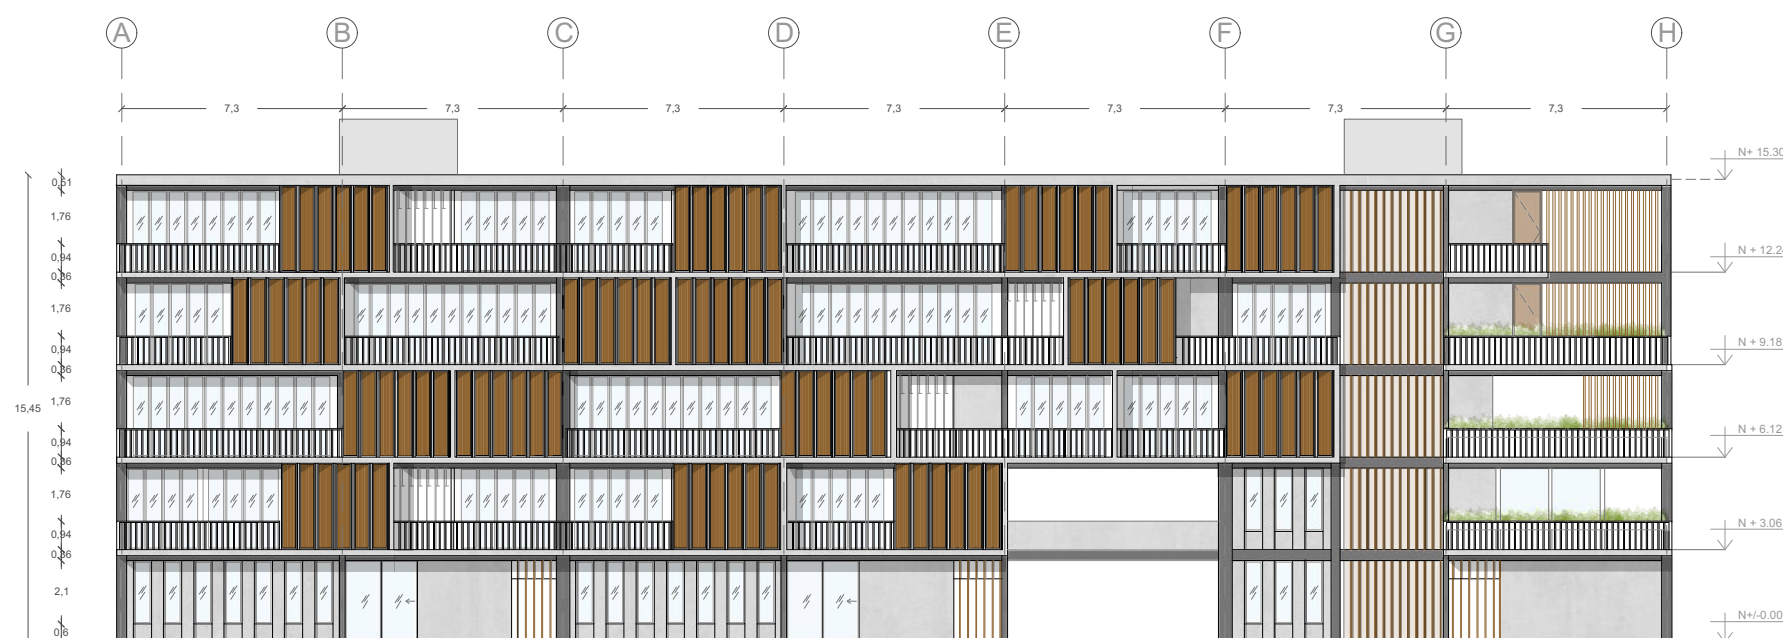 A B C D E F G H
7,3 7,3 7,3 7,3 7,3 7,3 7,3
N+ 15.30
0,61
1,76
N + 12.24
0,94
0,36
1,76
N + 9.18
0,94
0,36
1,76
15,45
N + 6.12
0,94
0,36
1,76
N + 3.06
0,94
0,36
2,1
N+/-0.00
0,6